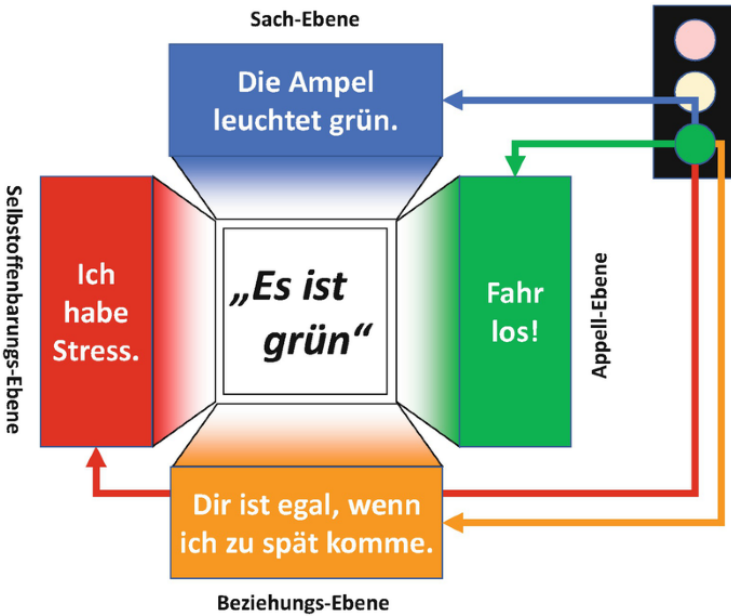 Sach-Ebene
Die Ampel
leuchtet grün.
Selbstoffenbarungs-Ebene
Ich
habe
Stress.
„Es ist
grün“
Fahr
los!
Appell-Ebene
Dir ist egal, wenn
ich zu spät komme.
Beziehungs-Ebene